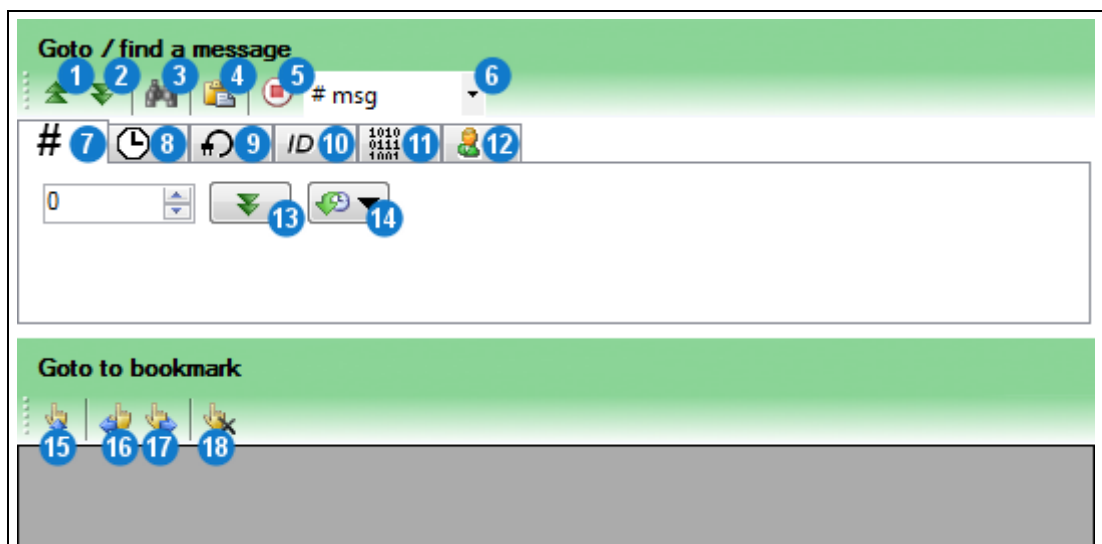 Goto / find a message
1 2 3 4 5 # msg 6
# 7 8 9 ID 10 1010 0111 1001 11 12
0 13 14
Goto to bookmark
15 16 17 18